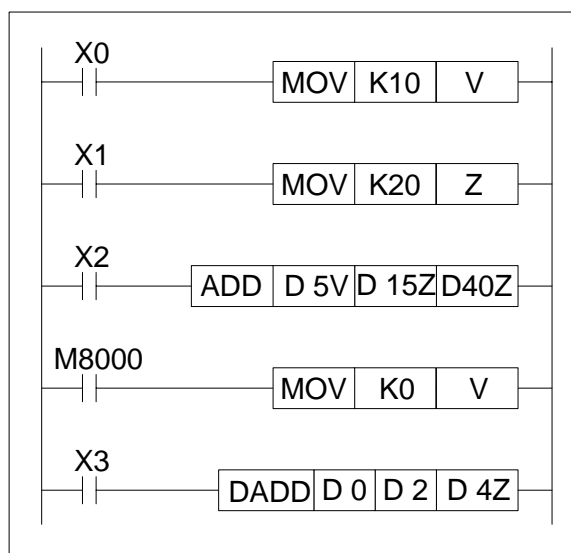 X0
MOV K10 V
X1
MOV K20 Z
X2
ADD D 5V D 15Z D40Z
M8000
MOV K0 V
X3
DADD D 0 D 2 D 4Z